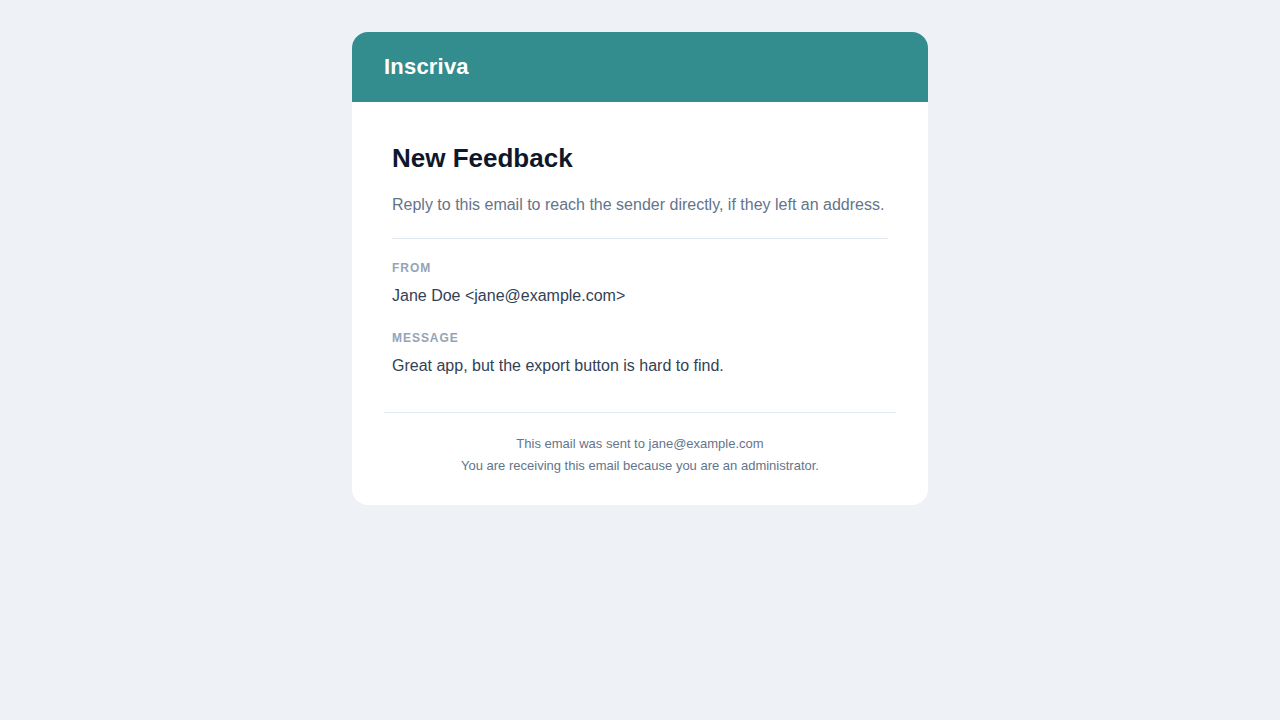 Inscriva
New Feedback
Reply to this email to reach the sender directly, if they left an address.
FROM
Jane Doe <jane@example.com>
MESSAGE
Great app, but the export button is hard to find.
This email was sent to jane@example.com
You are receiving this email because you are an administrator.